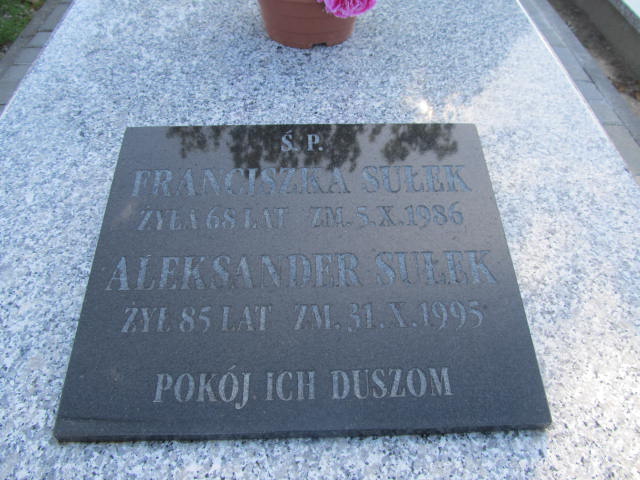 Ś. P.
FRANCISZKA SUŁEK
ŻYŁA 68 LAT ZM. 5.X.1986
ALEKSANDER SUŁEK
ŻYŁ 85 LAT ZM. 31.X.1995
POKÓJ ICH DUSZOM